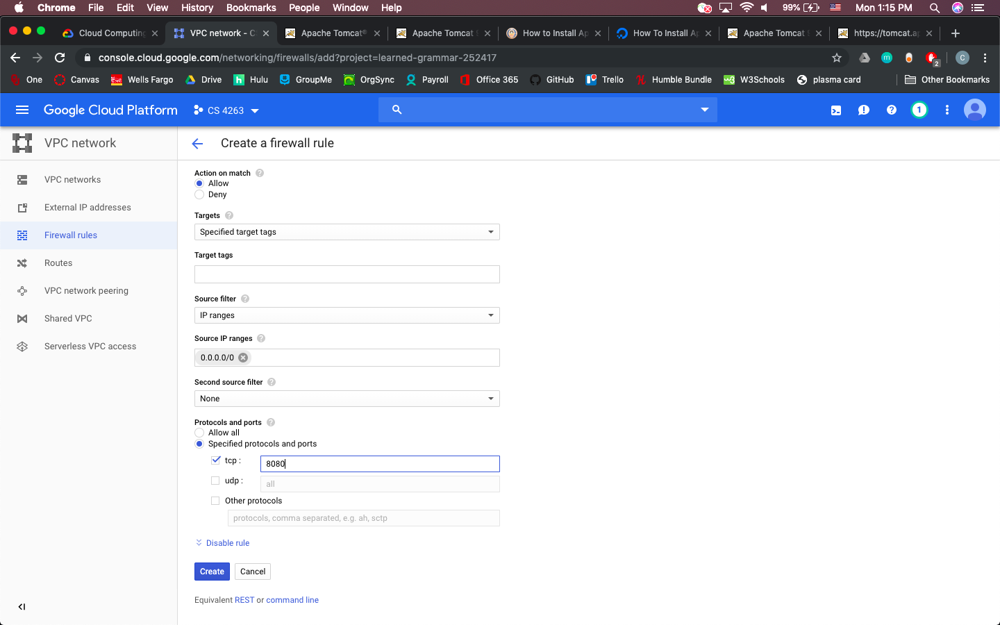 Chrome File Edit View History Bookmarks People Window Help 99% Mon 1:15 PM
Cloud Computing VPC network - C Apache Tomcat® Apache Tomcat How to Install Ap How To Install A Apache Tomcat https://tomcat.ap
console.cloud.google.com/networking/firewalls/add?project=learned-grammar-252417 m 2 C
One Canvas Wells Fargo Drive Hulu GroupMe OrgSync Payroll Office 365 GitHub Trello Humble Bundle W3Schools plasma card Other Bookmarks
Google Cloud Platform CS 4263 1
VPC network
Create a firewall rule
VPC networks
External IP addresses
Firewall rules
Routes
VPC network peering
Shared VPC
Serverless VPC access
Action on match
Allow
Deny
Targets
Specified target tags
Target tags
Source filter
IP ranges
Source IP ranges
0.0.0.0/0
Second source filter
None
Protocols and ports
Allow all
Specified protocols and ports
tcp : 8080
udp : all
Other protocols
protocols, comma separated, e.g. ah, sctp
Disable rule
Create Cancel
Equivalent REST or command line